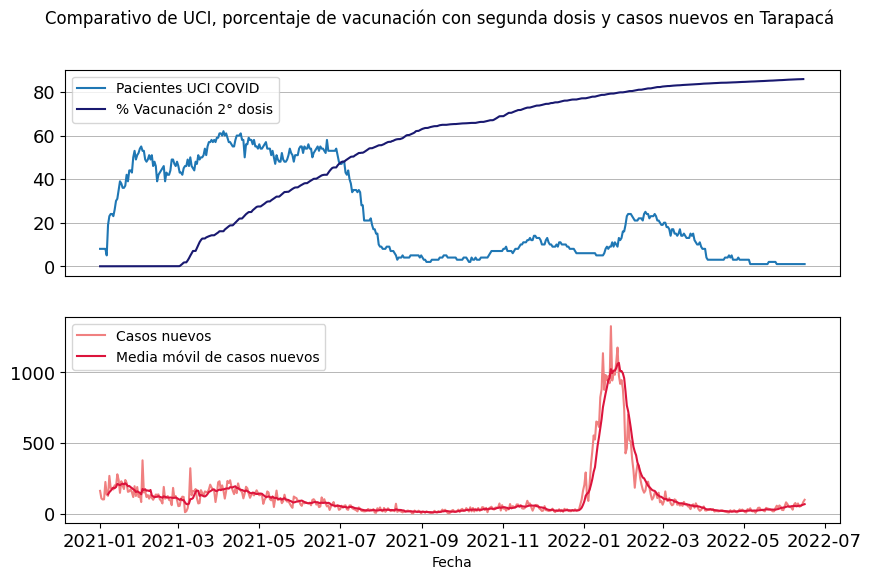 Comparativo de UCI, porcentaje de vacunación con segunda dosis y casos nuevos en Tarapacá
Pacientes UCI COVID
% Vacunación 2° dosis
80
60
40
20
0
Casos nuevos
Media móvil de casos nuevos
1000
500
0
2021-01 2021-03 2021-05 2021-07 2021-09 2021-11 2022-01 2022-03 2022-05 2022-07
Fecha